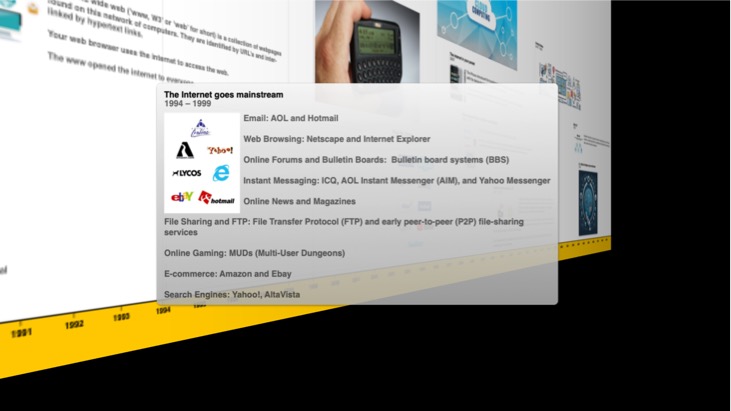 wide web ('www, W3' or 'web' for short) is a collection of webpages
found on this network of computers. They are identified by URL's and inter-
linked by hypertext links.
Your web browser uses the Internet to access the web.
The www opened the internet to everyone
CLOUD
COMPUTING
The Internet goes mainstream
1994 – 1999
Email: AOL and Hotmail
Web Browsing: Netscape and Internet Explorer
Yahoo!
Online Forums and Bulletin Boards:  Bulletin board systems (BBS)
LYCOS
Instant Messaging: ICQ, AOL Instant Messenger (AIM), and Yahoo Messenger
ebay
hotmail
Online News and Magazines
File Sharing and FTP: File Transfer Protocol (FTP) and early peer-to-peer (P2P) file-sharing
services
Online Gaming: MUDs (Multi-User Dungeons)
E-commerce: Amazon and Ebay
Search Engines: Yahoo!, AltaVista
1991
1992
1993
1994